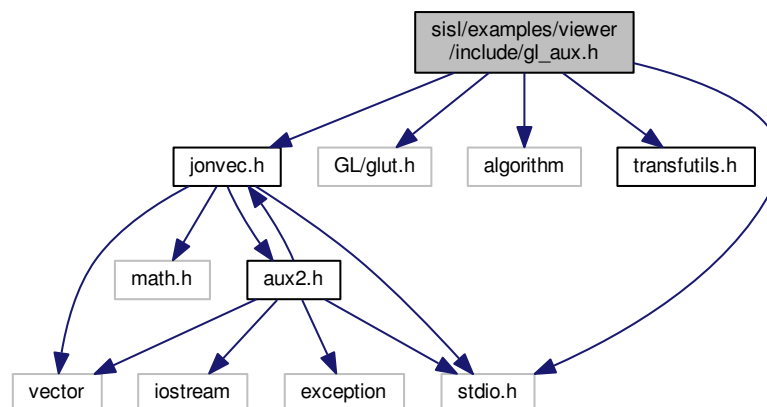 sisl/examples/viewer
/include/gl_aux.h
jonvec.h
GL/glut.h
algorithm
transfutils.h
math.h
aux2.h
vector
iostream
exception
stdio.h